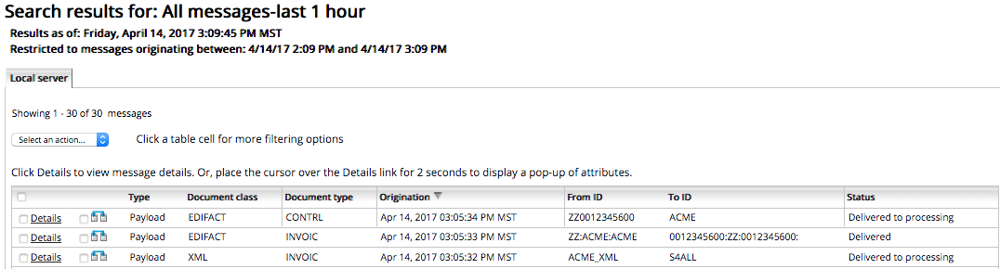 Search results for: All messages-last 1 hour
Results as of: Friday, April 14, 2017 3:09:45 PM MST
Restricted to messages originating between: 4/14/17 2:09 PM and 4/14/17 3:09 PM
Local server
Showing 1 - 30 of 30 messages
Select an action... Click a table cell for more filtering options
Click Details to view message details. Or, place the cursor over the Details link for 2 seconds to display a pop-up of attributes.
Type Document class Document type Origination From ID To ID Status
Details Payload EDIFACT CONTRL Apr 14, 2017 03:05:34 PM MST ZZ0012345600 ACME Delivered to processing
Details Payload EDIFACT INVOIC Apr 14, 2017 03:05:33 PM MST ZZ:ACME:ACME 0012345600:ZZ:0012345600: Delivered
Details Payload XML INVOIC Apr 14, 2017 03:05:32 PM MST ACME_XML S4ALL Delivered to processing